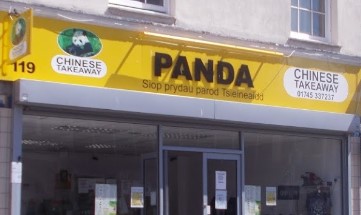 CHINESE
TAKEAWAY
119
PANDA
Siop prydau parod Tsieineaidd
CHINESE
TAKEAWAY
01745 337237